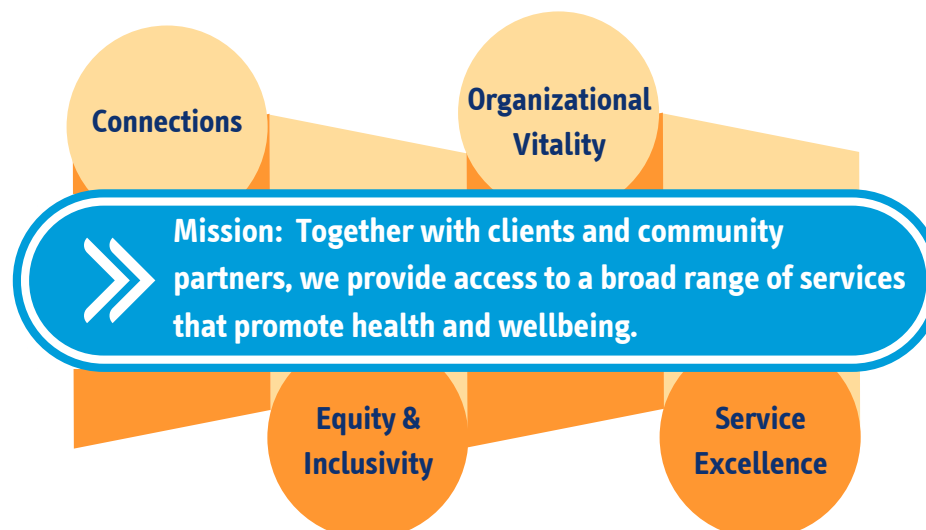 Connections
Organizational
Vitality
Mission: Together with clients and community
partners, we provide access to a broad range of services
that promote health and wellbeing.
Equity &
Inclusivity
Service
Excellence